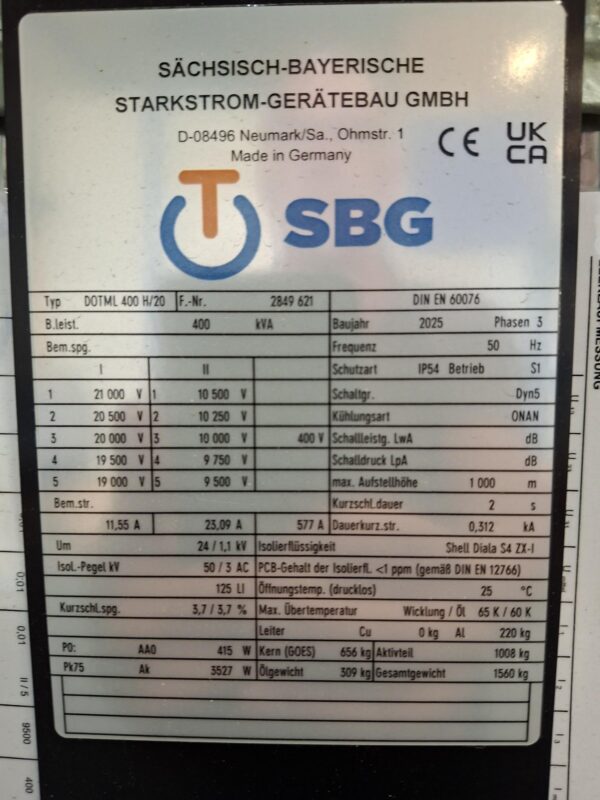 SÄCHSISCH-BAYERISCHE
STARKSTROM-GERÄTEBAU GMBH
D-08496 Neumark/Sa., Ohmstr. 1
Made in Germany
CE UK CA
T SBG
Typ DOTML 400 H/20 F.-Nr. 2849 621 DIN EN 60076
B.leist. 400 kVA Baujahr 2025 Phasen 3
Bem.spg. Frequenz 50 Hz
I II Schutzart IP54 Betrieb S1
1 21 000 V 1 10 500 V Schaltgr. Dyn5
2 20 500 V 2 10 250 V Kühlungsart ONAN
3 20 000 V 3 10 000 V 400 V Schalleistg. LwA dB
4 19 500 V 4 9 750 V Schalldruck LpA dB
5 19 000 V 5 9 500 V max. Aufstellhöhe 1 000 m
Bem.str. Kurzschl.dauer 2 s
11,55 A 23,09 A 577 A Dauerkurz.str. 0,312 kA
Um 24 / 1,1 kV Isolierflüssigkeit Shell Diala S4 ZX-I
Isol.-Pegel kV 50 / 3 AC PCB-Gehalt der Isolierfl. <1 ppm (gemäß DIN EN 12766)
125 LI Öffnungstemp. (drucklos) 25 °C
Kurzschl.spg. 3,7 / 3,7 % Max. Übertemperatur Wicklung / Öl 65 K / 60 K
Leiter Cu 0 kg Al 220 kg
P0: AA0 415 W Kern (GOES) 656 kg Aktivteil 1008 kg
Pk75 Ak 3527 W Ölgewicht 309 kg Gesamtgewicht 1560 kg
0,01
0,01
II / 5
9500
400